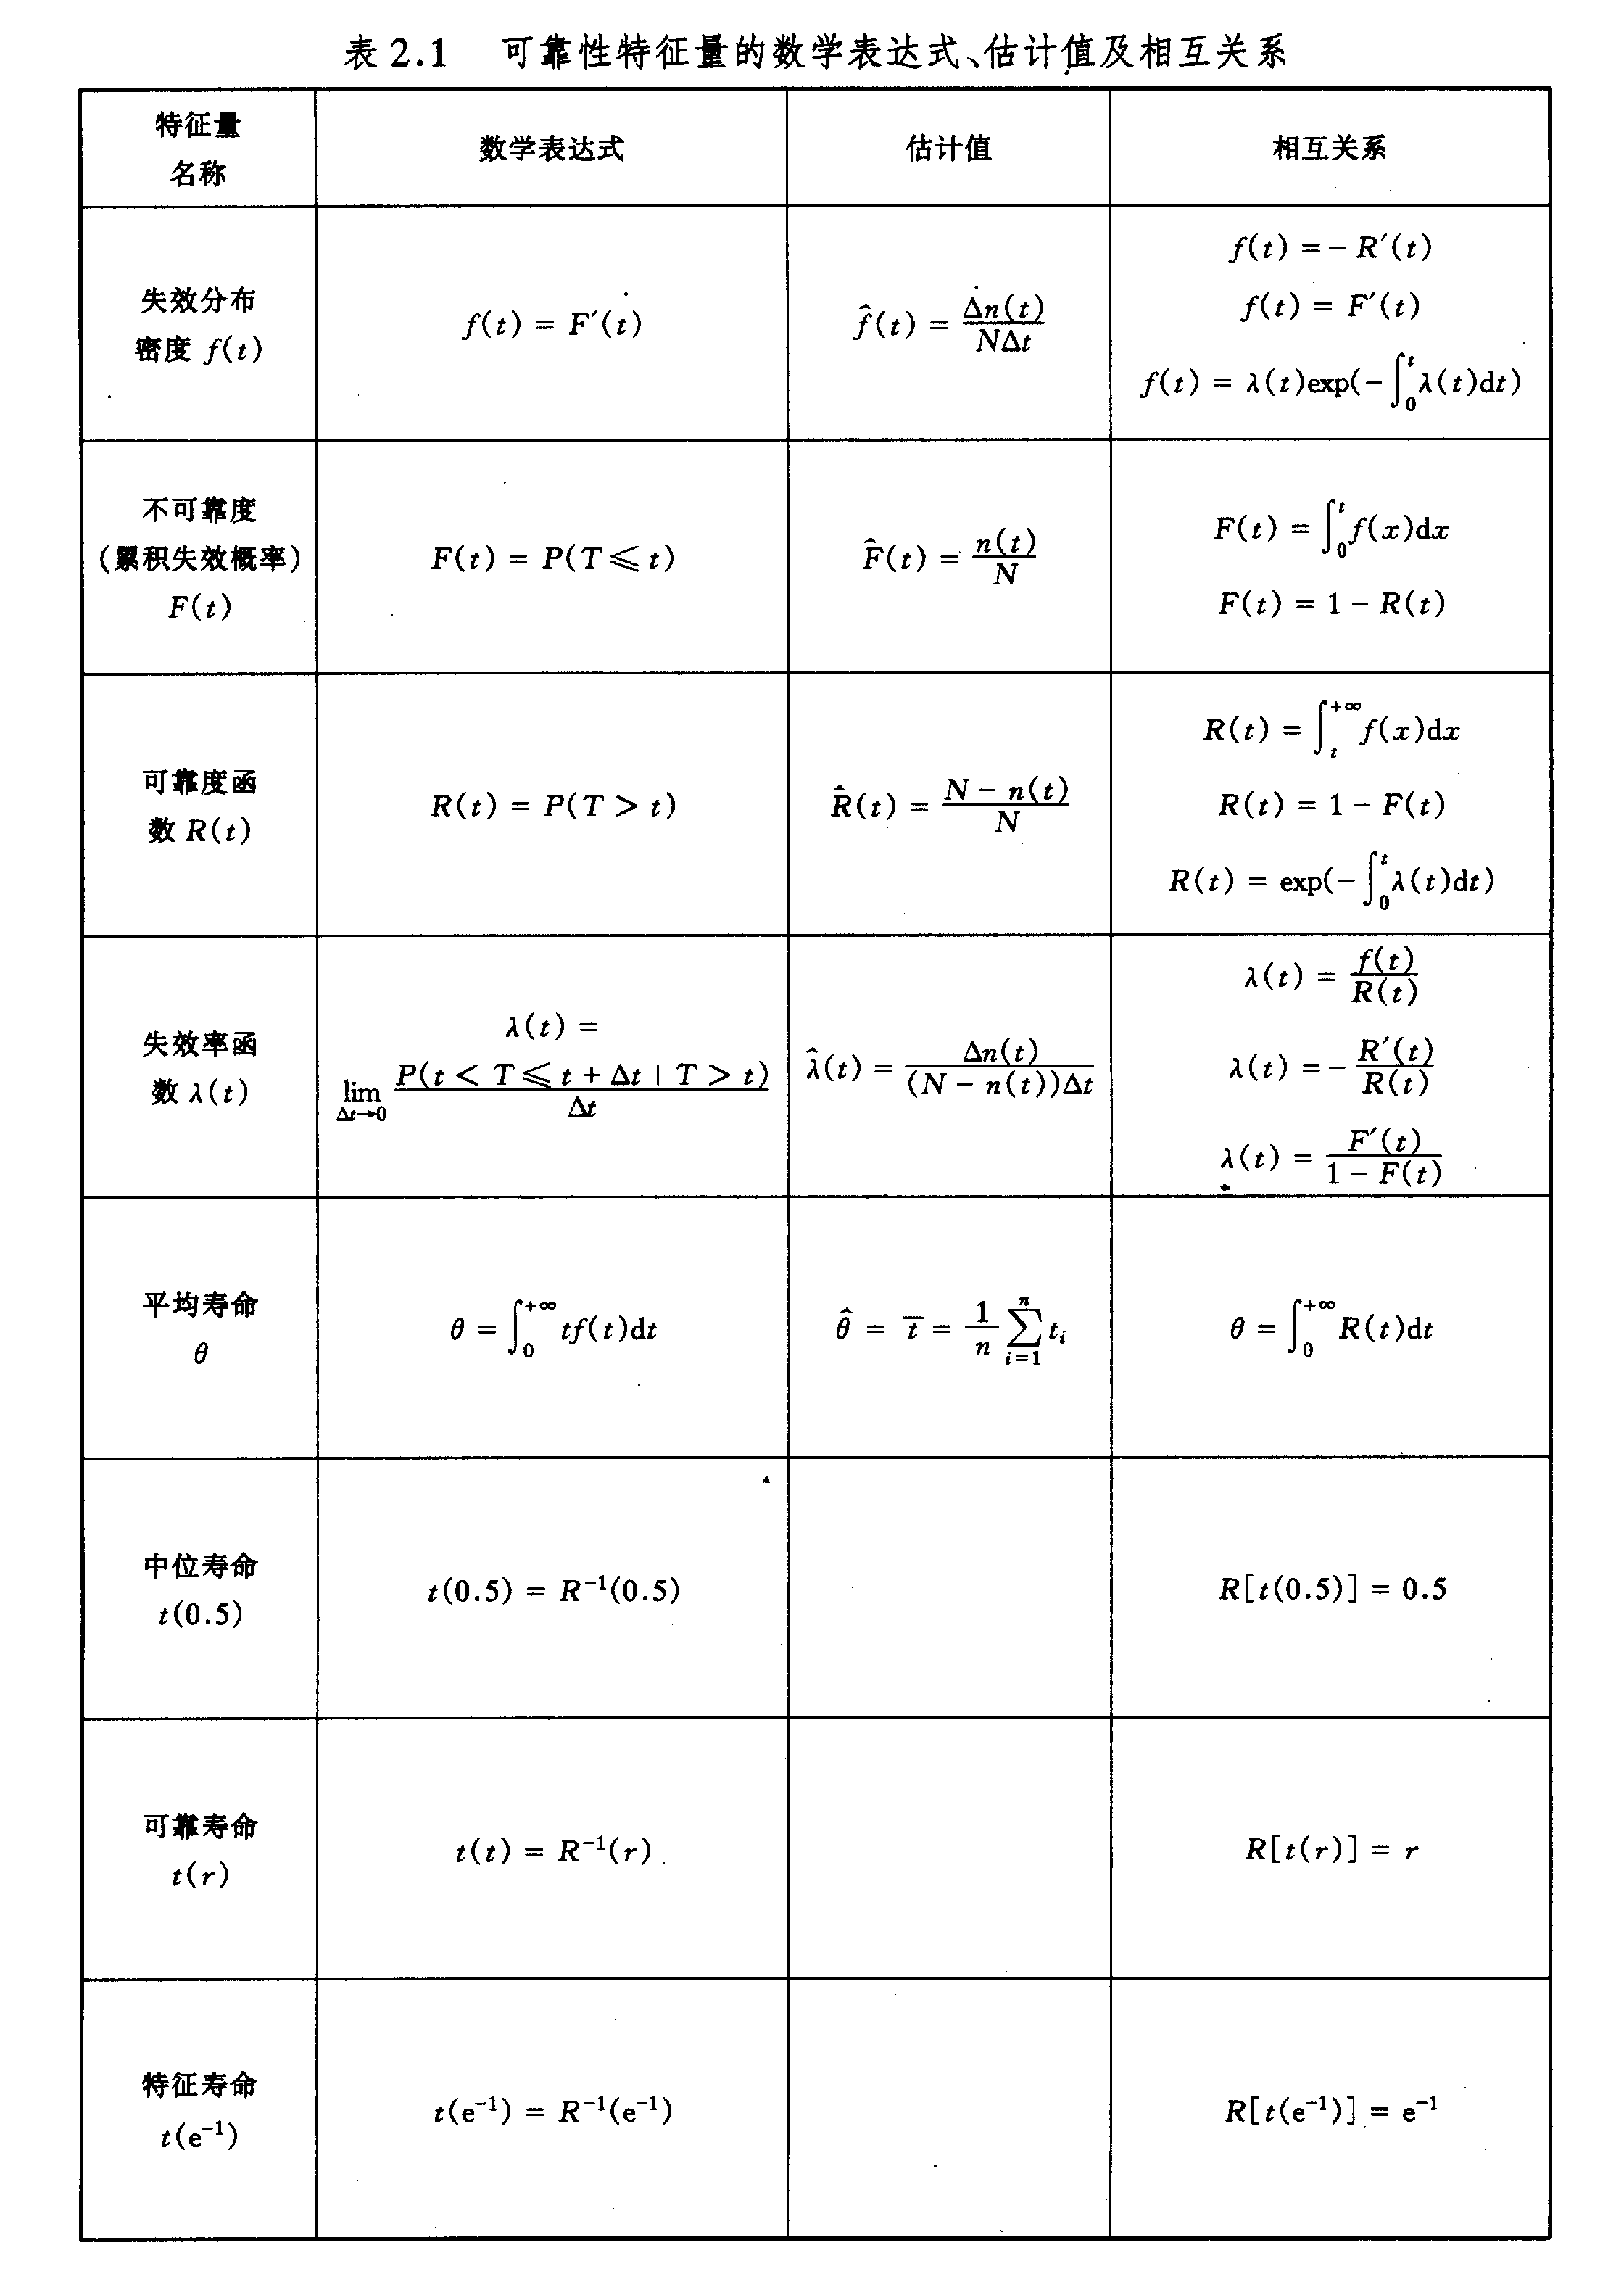 表 2.1 可靠性特征量的数学表达式、估计值及相互关系
特征量
名称
数学表达式
估计值
相互关系
失效分布
密度 f(t)
f(t) = F′(t)
f̂(t) = Δn(t)/(NΔt)
f(t) = − R′(t)
f(t) = F′(t)
f(t) = λ(t)exp(−∫₀ᵗ λ(t)dt)
不可靠度
(累积失效概率)
F(t)
F(t) = P(T ⩽ t)
F̂(t) = n(t)/N
F(t) = ∫₀ᵗ f(x)dx
F(t) = 1 − R(t)
可靠度函
数 R(t)
R(t) = P(T > t)
R̂(t) = (N − n(t))/N
R(t) = ∫ₜ⁺∞ f(x)dx
R(t) = 1 − F(t)
R(t) = exp(−∫₀ᵗ λ(t)dt)
失效率函
数 λ(t)
λ(t) =
lim Δt→0 P(t < T ⩽ t + Δt | T > t)/Δt
λ̂(t) = Δn(t)/((N − n(t))Δt)
λ(t) = f(t)/R(t)
λ(t) = − R′(t)/R(t)
λ(t) = F′(t)/(1 − F(t))
平均寿命
θ
θ = ∫₀⁺∞ tf(t)dt
θ̂ = t̄ = 1/n ∑ᵢ₌₁ⁿ tᵢ
θ = ∫₀⁺∞ R(t)dt
中位寿命
t(0.5)
t(0.5) = R⁻¹(0.5)
R[t(0.5)] = 0.5
可靠寿命
t(r)
t(t) = R⁻¹(r)
R[t(r)] = r
特征寿命
t(e⁻¹)
t(e⁻¹) = R⁻¹(e⁻¹)
R[t(e⁻¹)] = e⁻¹